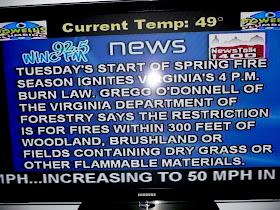 Current Temp: 49°
92.5
WINC FM
news
NewsTalk
1400
TUESDAY'S START OF SPRING FIRE
SEASON IGNITES VIRGINIA'S 4 P.M.
BURN LAW. GREGG O'DONNELL OF
THE VIRGINIA DEPARTMENT OF
FORESTRY SAYS THE RESTRICTION
IS FOR FIRES WITHIN 300 FEET OF
WOODLAND, BRUSHLAND OR
FIELDS CONTAINING DRY GRASS OR
OTHER FLAMMABLE MATERIALS.
MPH...INCREASING TO 50 MPH IN
SAMSUNG